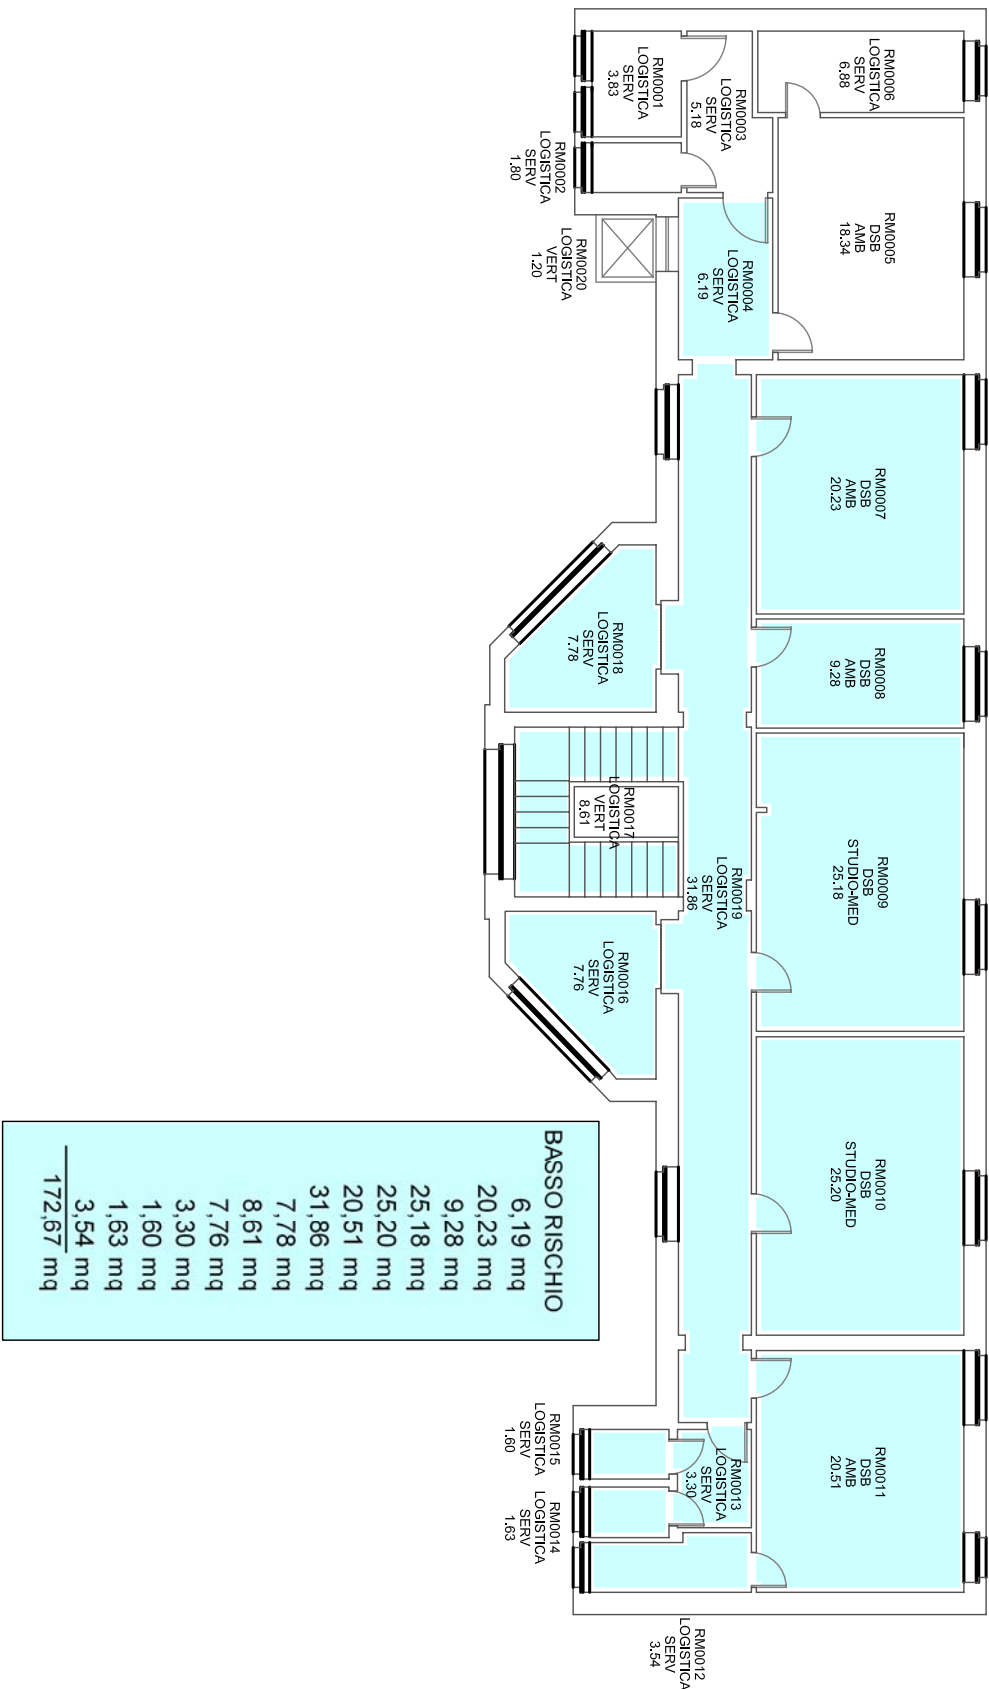 RM0006
LOGISTICA
SERV
6.88
RM0001
LOGISTICA
SERV
3.83
RM0003
LOGISTICA
SERV
5.18
RM0002
LOGISTICA
SERV
1.80
RM0005
DSB
AMB
18.34
RM0020
LOGISTICA
VERT
1.20
RM0004
LOGISTICA
SERV
6.19
RM0007
DSB
AMB
20.23
RM0018
LOGISTICA
SERV
7.78
RM0008
DSB
AMB
9.28
RM0017
LOGISTICA
VERT
8.61
RM0009
DSB
STUDIO-MED
25.18
RM0019
LOGISTICA
SERV
31.86
RM0016
LOGISTICA
SERV
7.76
RM0010
DSB
STUDIO-MED
25.20
RM0011
DSB
AMB
20.51
RM0015
LOGISTICA
SERV
1.60
RM0013
LOGISTICA
SERV
3.30
RM0014
LOGISTICA
SERV
1.63
RM0012
LOGISTICA
SERV
3.54
BASSO RISCHIO
6,19 mq
20,23 mq
9,28 mq
25,18 mq
25,20 mq
20,51 mq
31,86 mq
7,78 mq
8,61 mq
7,76 mq
3,30 mq
1,60 mq
1,63 mq
3,54 mq
172,67 mq